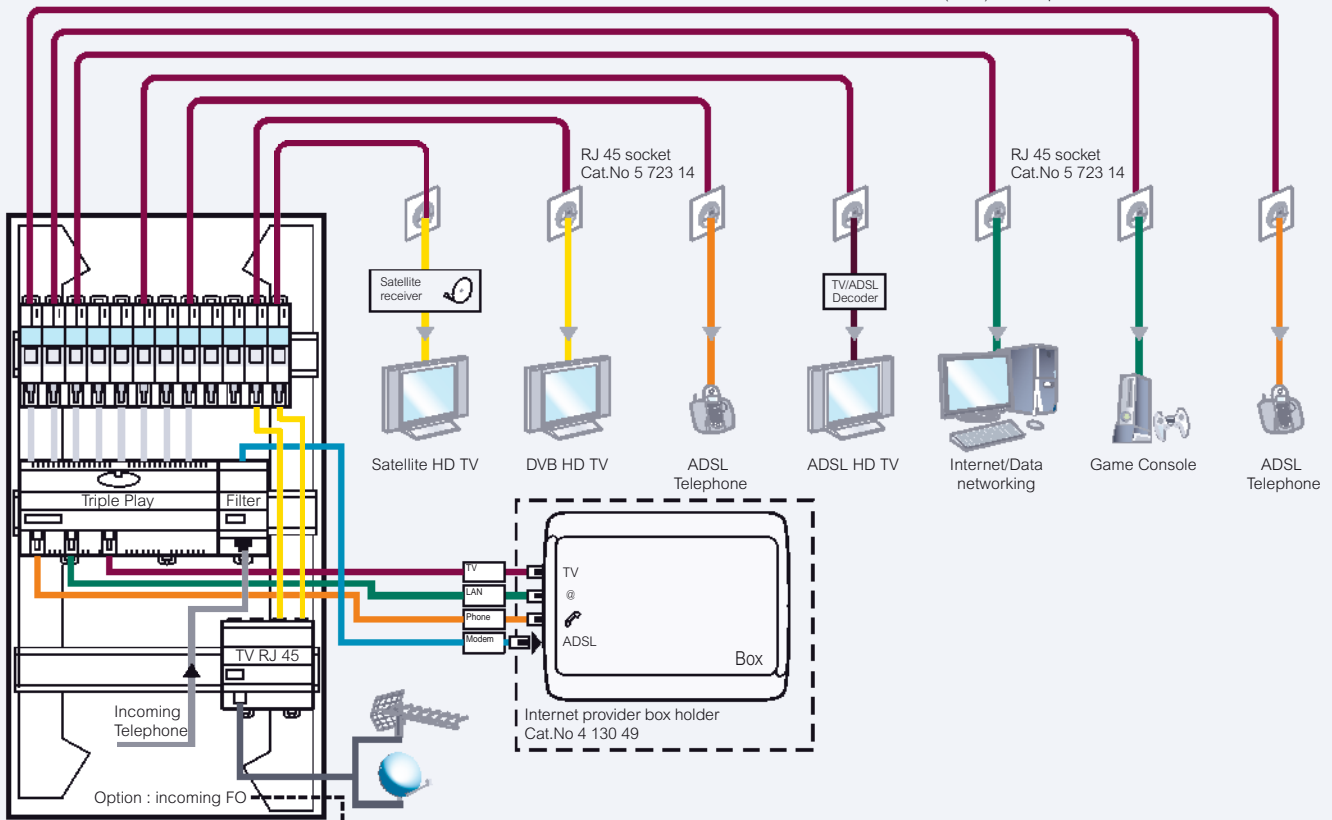 RJ 45 socket
Cat.No 5 723 14
RJ 45 socket
Cat.No 5 723 14
Satellite
receiver
TV/ADSL
Decoder
Satellite HD TV
DVB HD TV
ADSL
Telephone
ADSL HD TV
Internet/Data
networking
Game Console
ADSL
Telephone
Triple Play
Filter
TV
LAN
Phone
Modem
TV
@
ADSL
Box
TV RJ 45
Incoming
Telephone
Internet provider box holder
Cat.No 4 130 49
Option : incoming FO